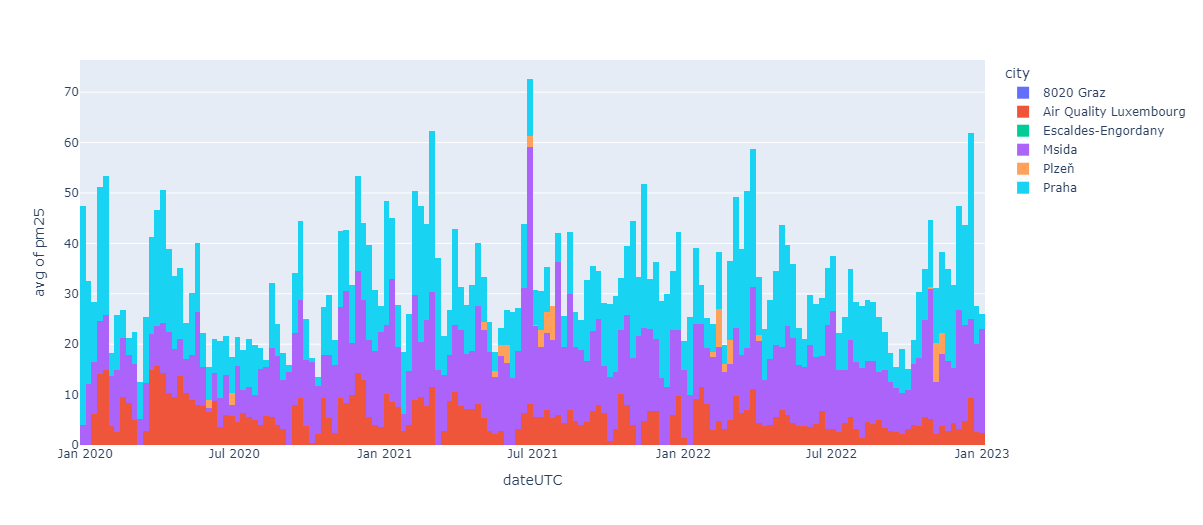 city
8020 Graz
Air Quality Luxembourg
Escaldes-Engordany
Msida
Plzeň
Praha
avg of pm25
70
60
50
40
30
20
10
0
Jan 2020
Jul 2020
Jan 2021
Jul 2021
Jan 2022
Jul 2022
Jan 2023
dateUTC